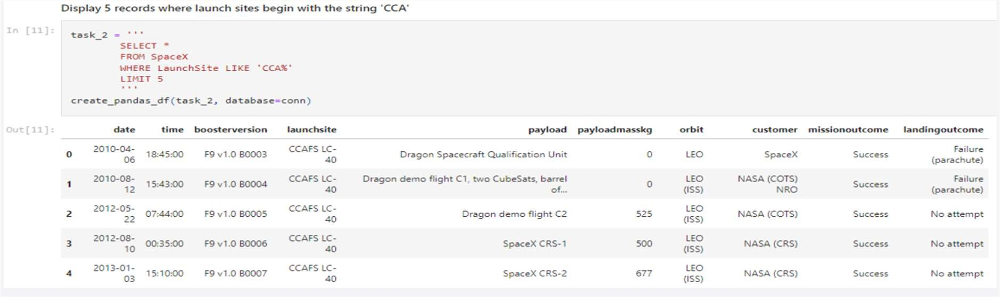 Display 5 records where launch sites begin with the string 'CCA'
In [11]:
task_2 = '''
SELECT *
FROM SpaceX
WHERE LaunchSite LIKE 'CCA%'
LIMIT 5
'''
create_pandas_df(task_2, database=conn)
Out[11]:
date time boosterversion launchsite payload payloadmasskg orbit customer missionoutcome landingoutcome
0 2010-04-06 18:45:00 F9 v1.0 B0003 CCAFS LC-40 Dragon Spacecraft Qualification Unit 0 LEO SpaceX Success Failure (parachute)
1 2010-08-12 15:43:00 F9 v1.0 B0004 CCAFS LC-40 Dragon demo flight C1, two CubeSats, barrel of... 0 LEO (ISS) NASA (COTS) NRO Success Failure (parachute)
2 2012-05-22 07:44:00 F9 v1.0 B0005 CCAFS LC-40 Dragon demo flight C2 525 LEO (ISS) NASA (COTS) Success No attempt
3 2012-08-10 00:35:00 F9 v1.0 B0006 CCAFS LC-40 SpaceX CRS-1 500 LEO (ISS) NASA (CRS) Success No attempt
4 2013-01-03 15:10:00 F9 v1.0 B0007 CCAFS LC-40 SpaceX CRS-2 677 LEO (ISS) NASA (CRS) Success No attempt